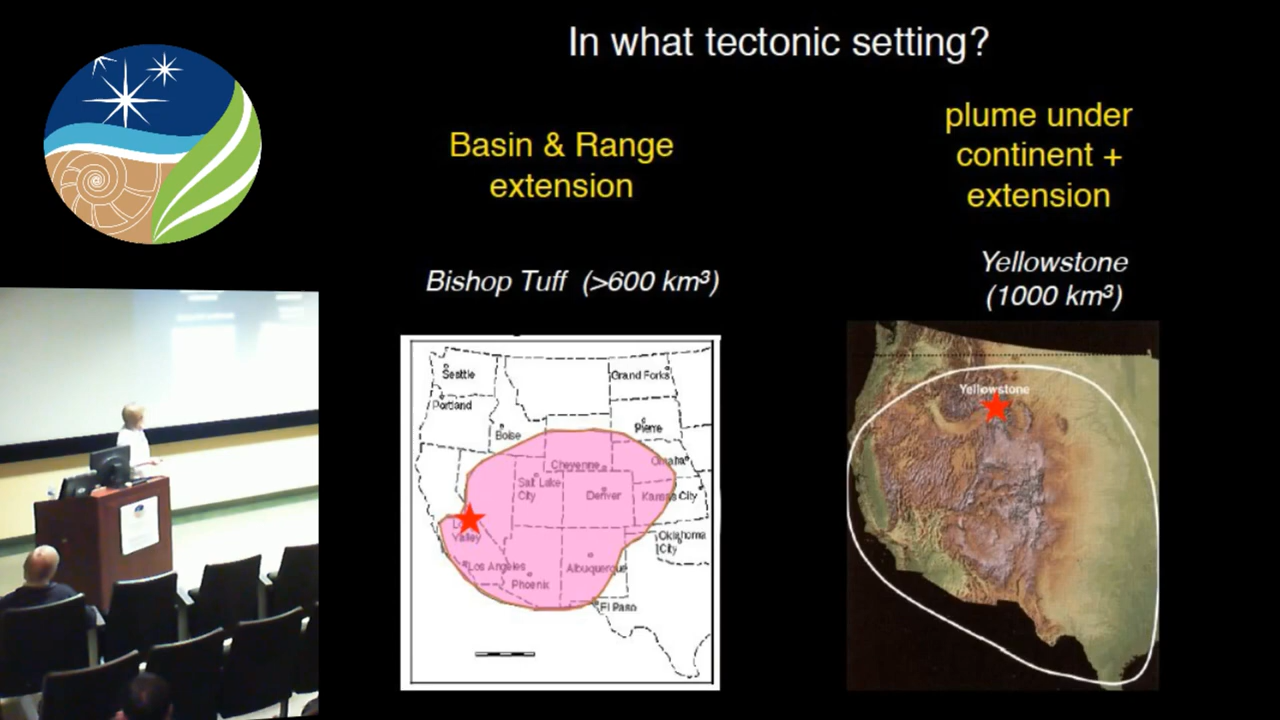 In what tectonic setting?
Basin & Range
extension
Bishop Tuff (>600 km³)
Seattle
Grand Forks
Portland
Boise
Pierre
Cheyenne
Omaha
Salt Lake
City
Denver
Kansas City
Valley
Oklahoma
City
Los Angeles
Albuquerque
Phoenix
El Paso
plume under
continent +
extension
Yellowstone
(1000 km³)
Yellowstone